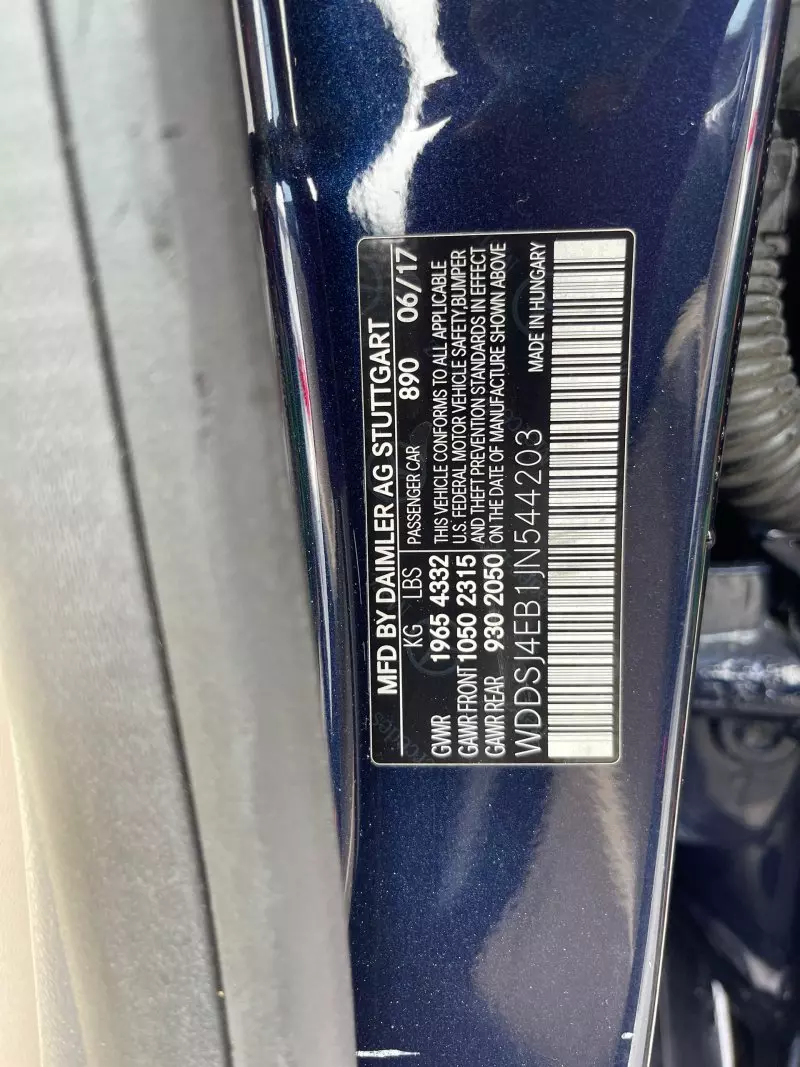 MFD BY DAIMLER AG STUTTGART
KG LBS PASSENGER CAR 890 06/17
GWWR 1965 4332 THIS VEHICLE CONFORMS TO ALL APPLICABLE
GAWR FRONT 1050 2315 U.S. FEDERAL MOTOR VEHICLE SAFETY,BUMPER
GAWR REAR 930 2050 AND THEFT PREVENTION STANDARDS IN EFFECT
ON THE DATE OF MANUFACTURE SHOWN ABOVE
WDDSJ4EB1JN544203 MADE IN HUNGARY